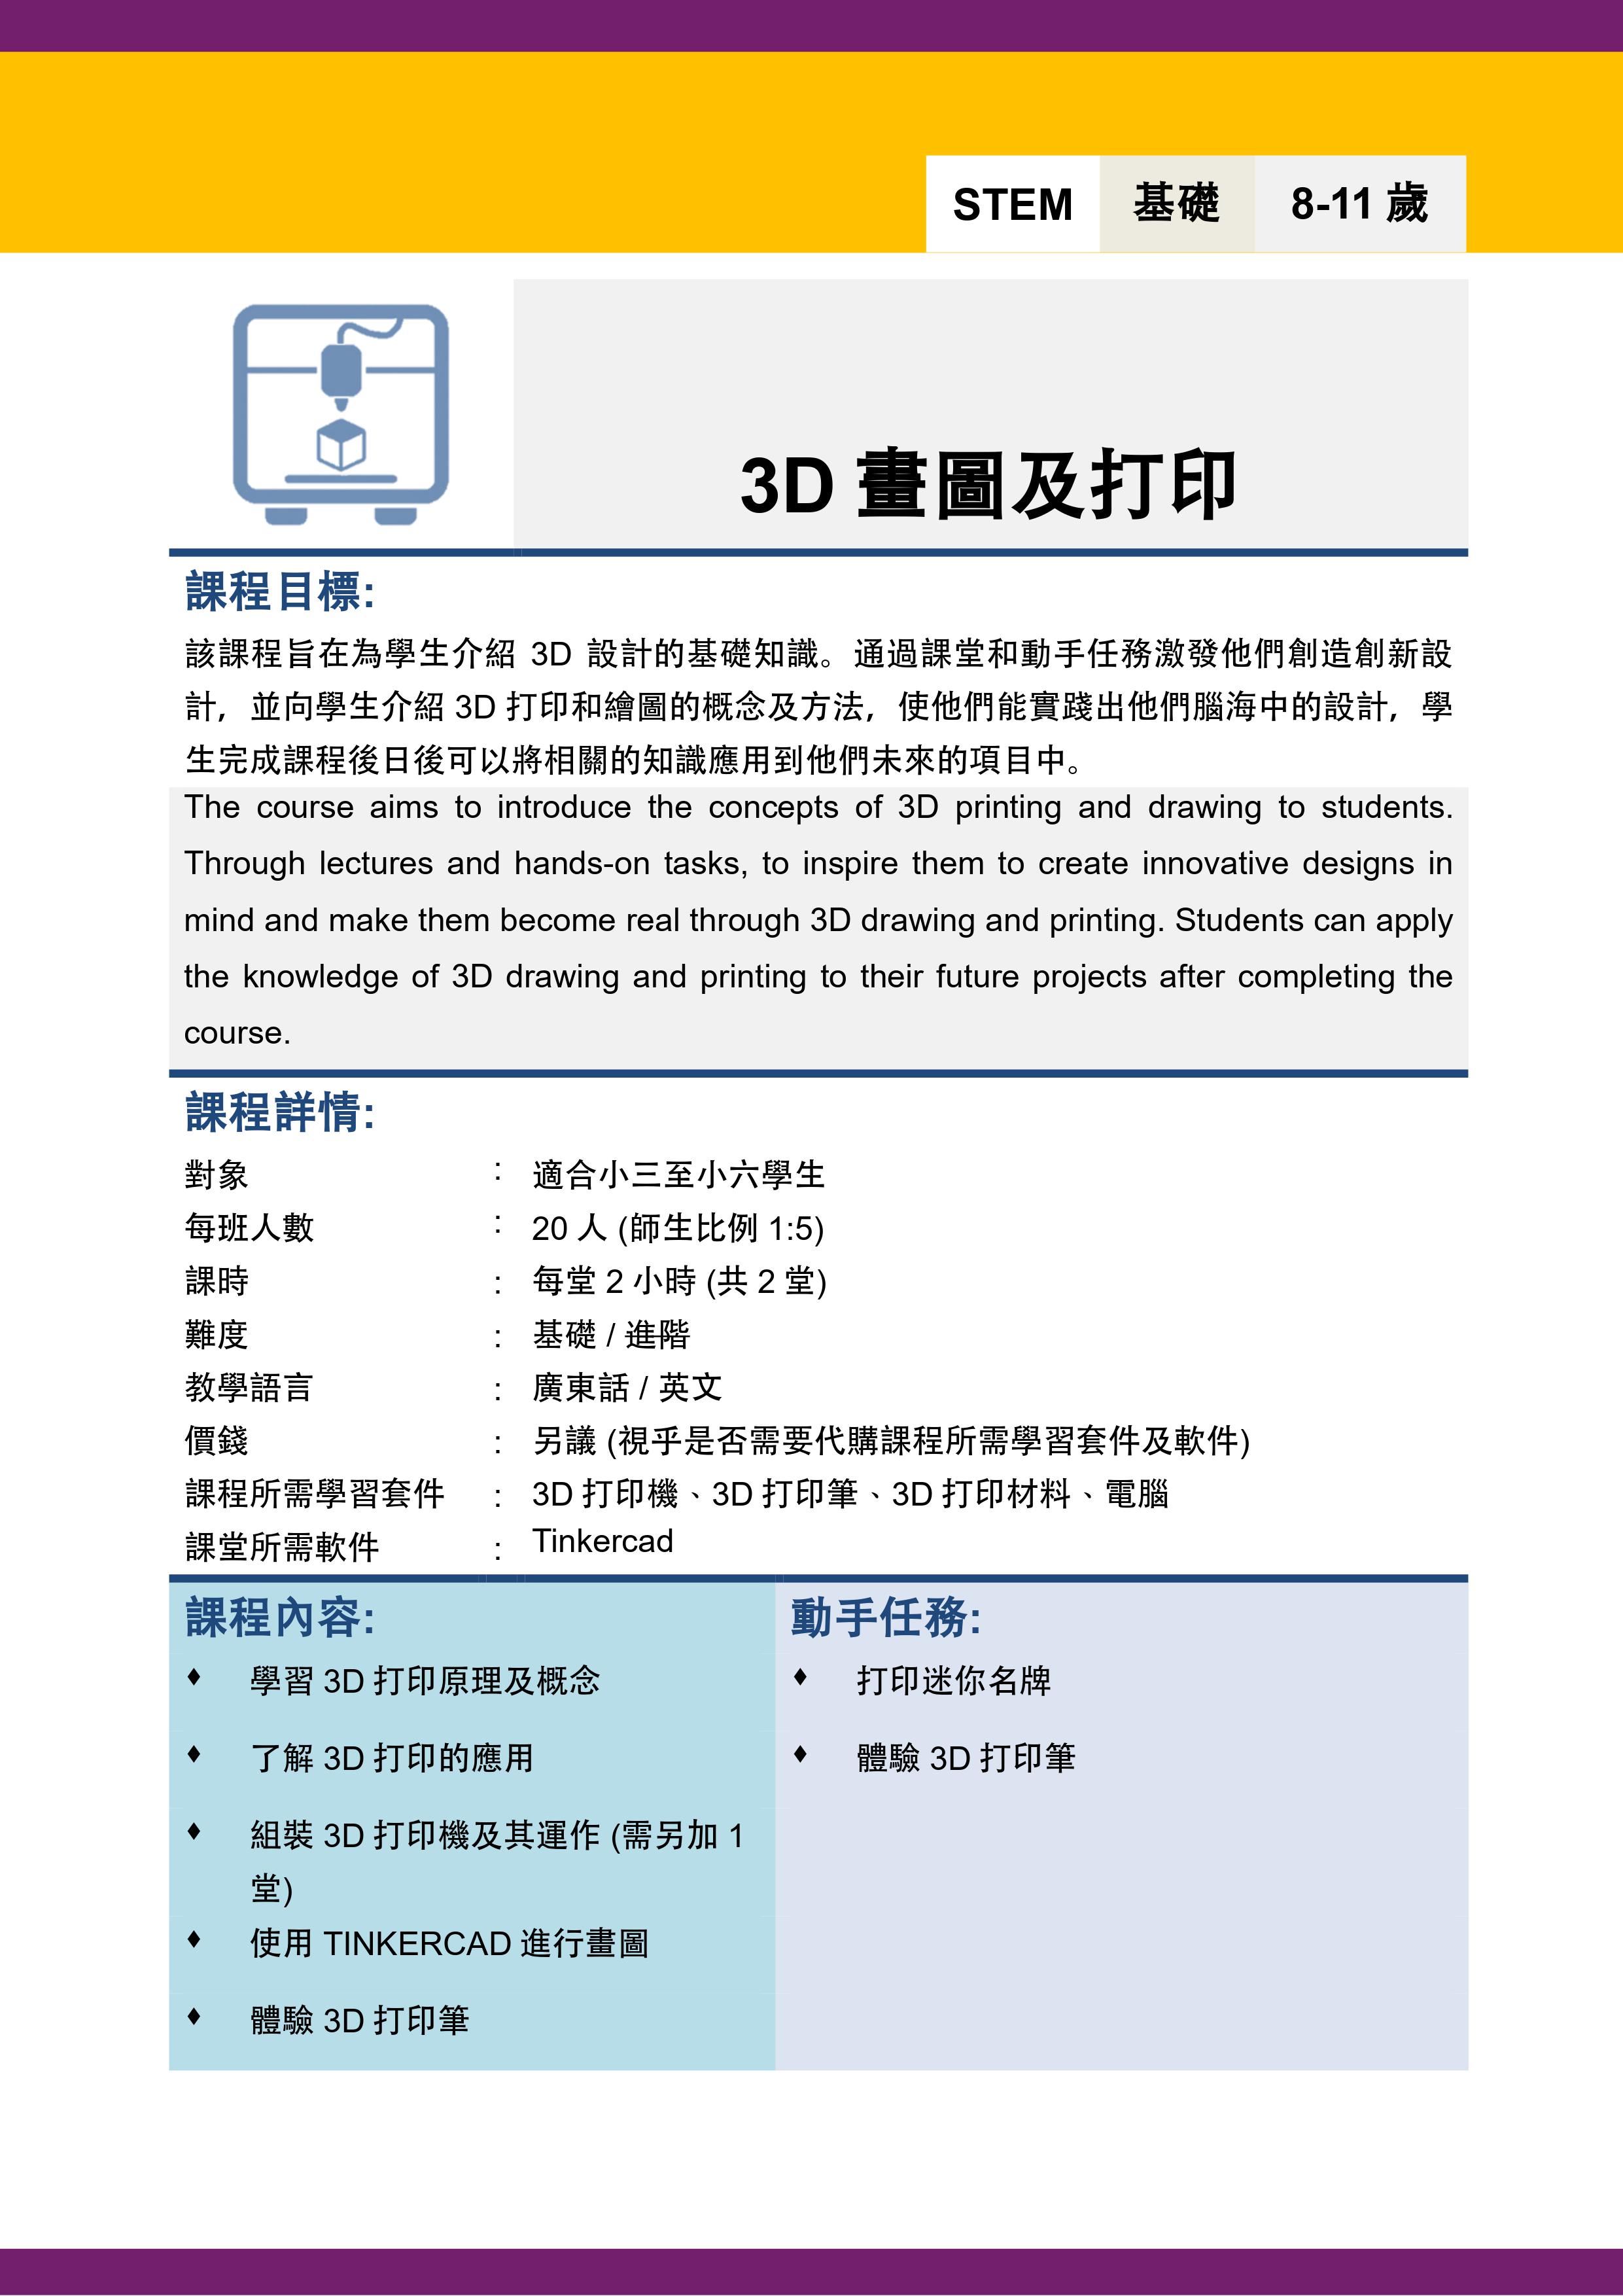 STEM 基礎 8-11 歲
3D 畫圖及打印
課程目標:
該課程旨在為學生介紹 3D 設計的基礎知識。通過課堂和動手任務激發他們創造創新設
計，並向學生介紹 3D 打印和繪圖的概念及方法，使他們能實踐出他們腦海中的設計，學
生完成課程後日後可以將相關的知識應用到他們未來的項目中。
The course aims to introduce the concepts of 3D printing and drawing to students.
Through lectures and hands-on tasks, to inspire them to create innovative designs in
mind and make them become real through 3D drawing and printing. Students can apply
the knowledge of 3D drawing and printing to their future projects after completing the
course.
課程詳情:
對象 : 適合小三至小六學生
每班人數 : 20 人 (師生比例 1:5)
課時 : 每堂 2 小時 (共 2 堂)
難度 : 基礎 / 進階
教學語言 : 廣東話 / 英文
價錢 : 另議 (視乎是否需要代購課程所需學習套件及軟件)
課程所需學習套件 : 3D 打印機、3D 打印筆、3D 打印材料、電腦
課堂所需軟件 : Tinkercad
課程內容:
♦ 學習 3D 打印原理及概念
♦ 了解 3D 打印的應用
♦ 組裝 3D 打印機及其運作 (需另加 1
堂)
♦ 使用 TINKERCAD 進行畫圖
♦ 體驗 3D 打印筆
動手任務:
♦ 打印迷你名牌
♦ 體驗 3D 打印筆